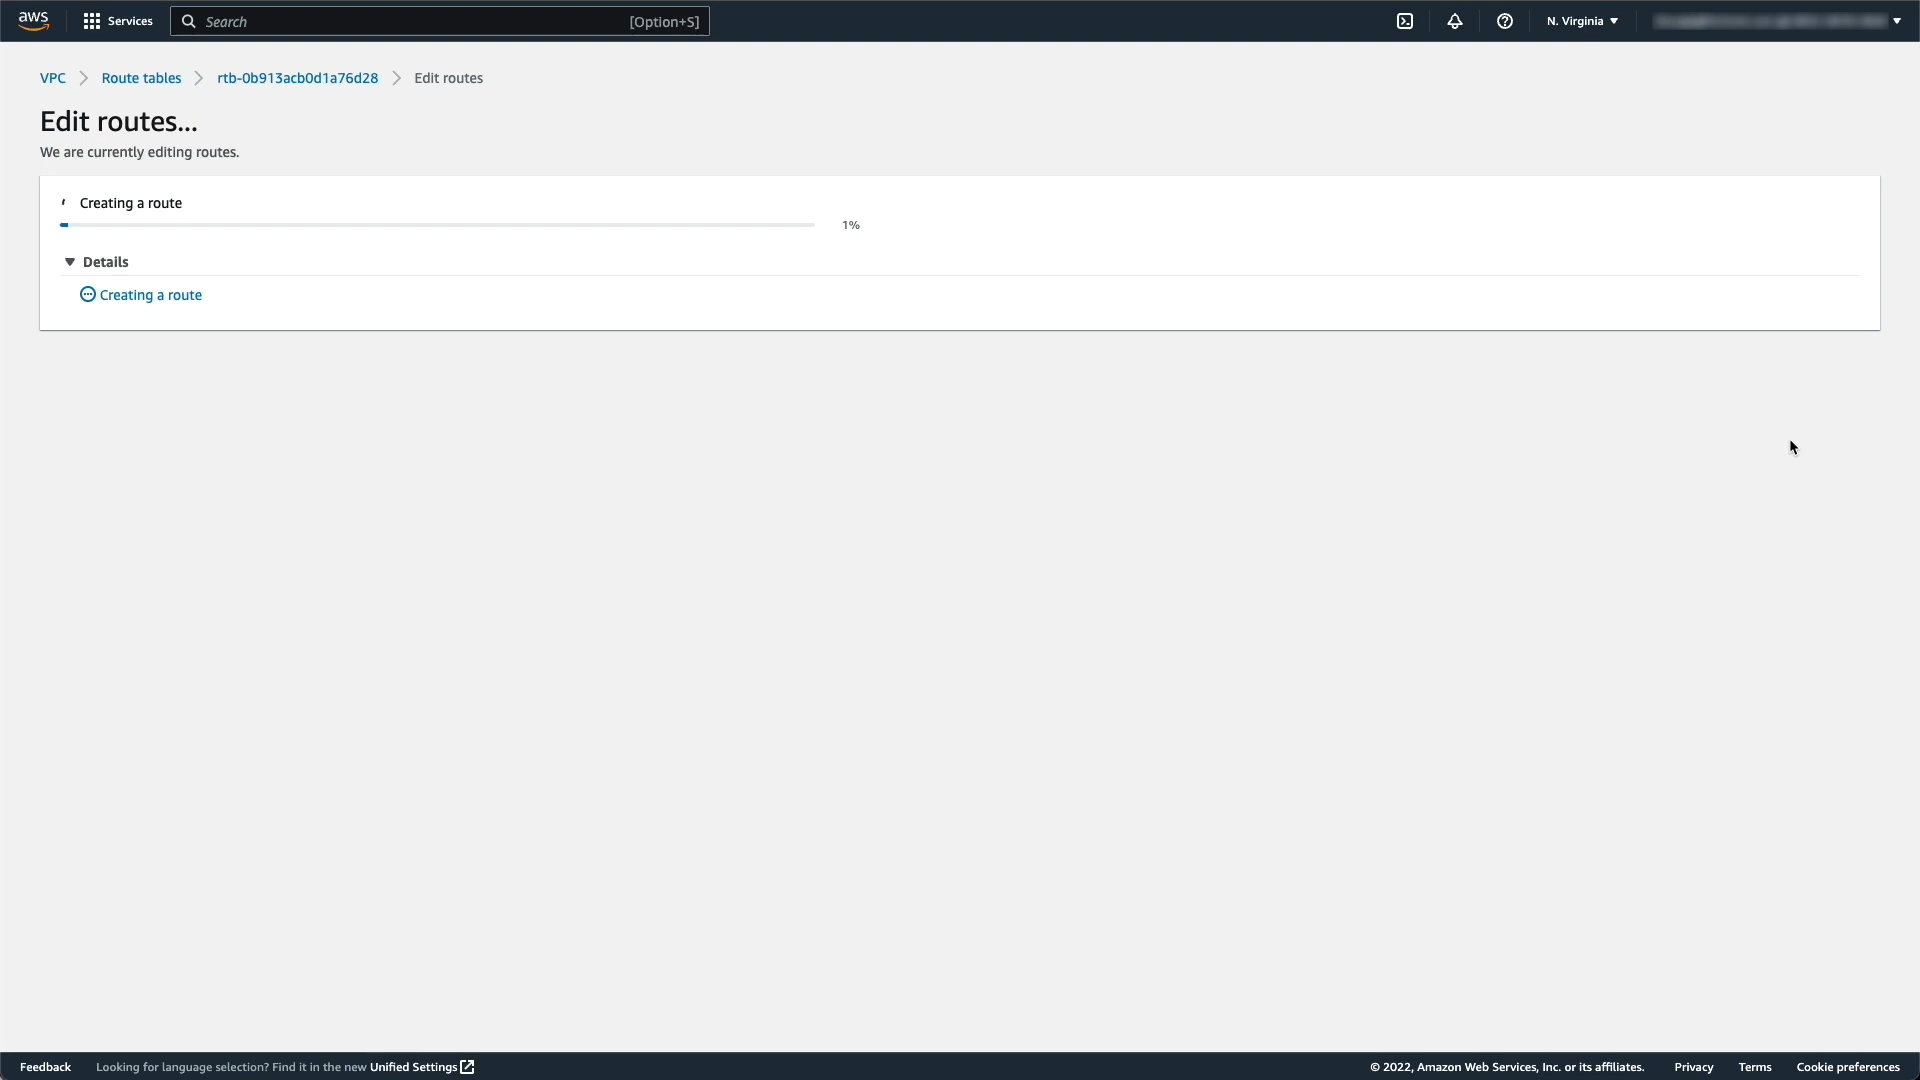 aws Services Search [Option+S] N. Virginia
VPC Route tables rtb-0b913acb0d1a76d28 Edit routes
Edit routes...
We are currently editing routes.
Creating a route
1%
Details
Creating a route
Feedback Looking for language selection? Find it in the new Unified Settings © 2022, Amazon Web Services, Inc. or its affiliates. Privacy Terms Cookie preferences